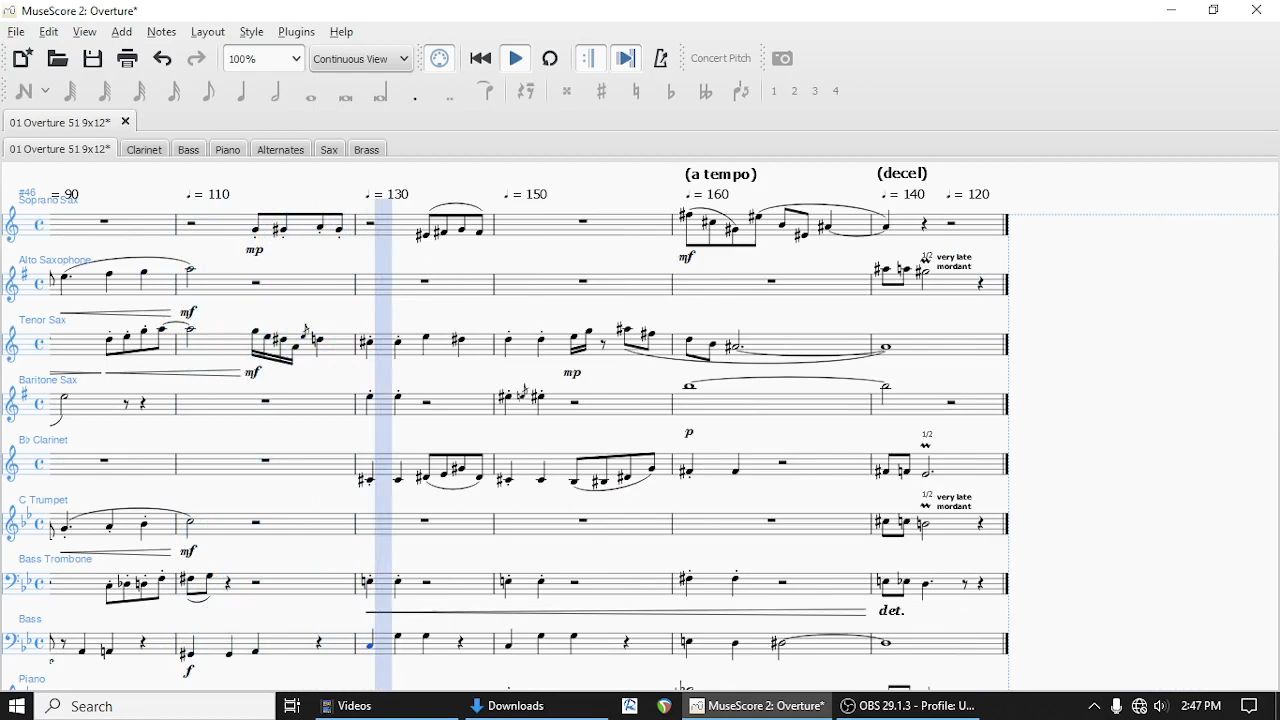 MuseScore 2: Overture*
File Edit View Add Notes Layout Style Plugins Help
100% Continuous View Concert Pitch
1 2 3 4
01 Overture 51 9x12*
01 Overture 51 9x12* Clarinet Bass Piano Alternates Sax Brass
(a tempo) (decel)
#46 = 90 = 110 = 130 = 150 = 160 = 140 = 120
Soprano Sax
mp mf
Alto Saxophone 1/2 very late
mordant
mf
Tenor Sax
mf mp
Baritone Sax
p
B♭ Clarinet 1/2
C Trumpet 1/2 very late
mordant
mf
Bass Trombone
det.
Bass
f
Piano
Search Videos Downloads MuseScore 2: Overture* OBS 29.1.3 - Profile: U... 2:47 PM